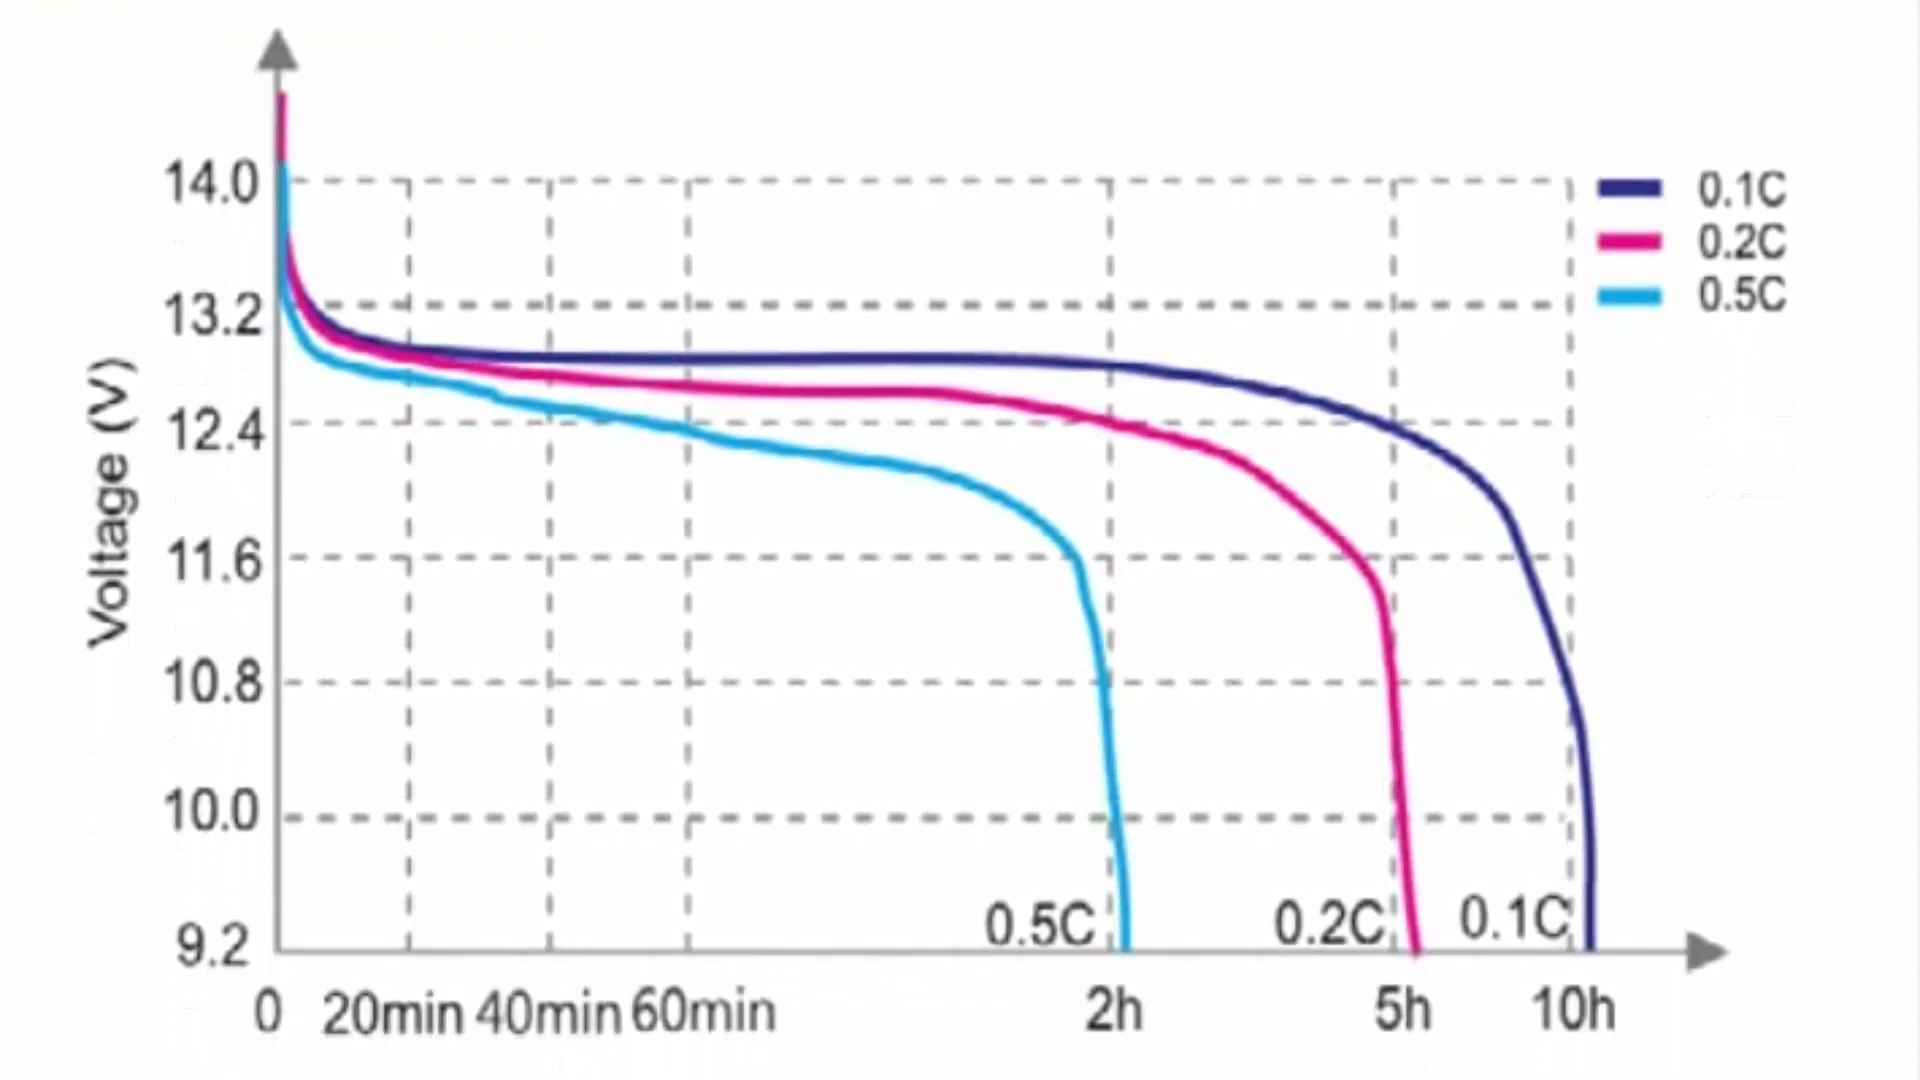 Voltage (V)
14.0
13.2
12.4
11.6
10.8
10.0
9.2
0.1C
0.2C
0.5C
0.5C 0.2C 0.1C
0 20min 40min 60min 2h 5h 10h